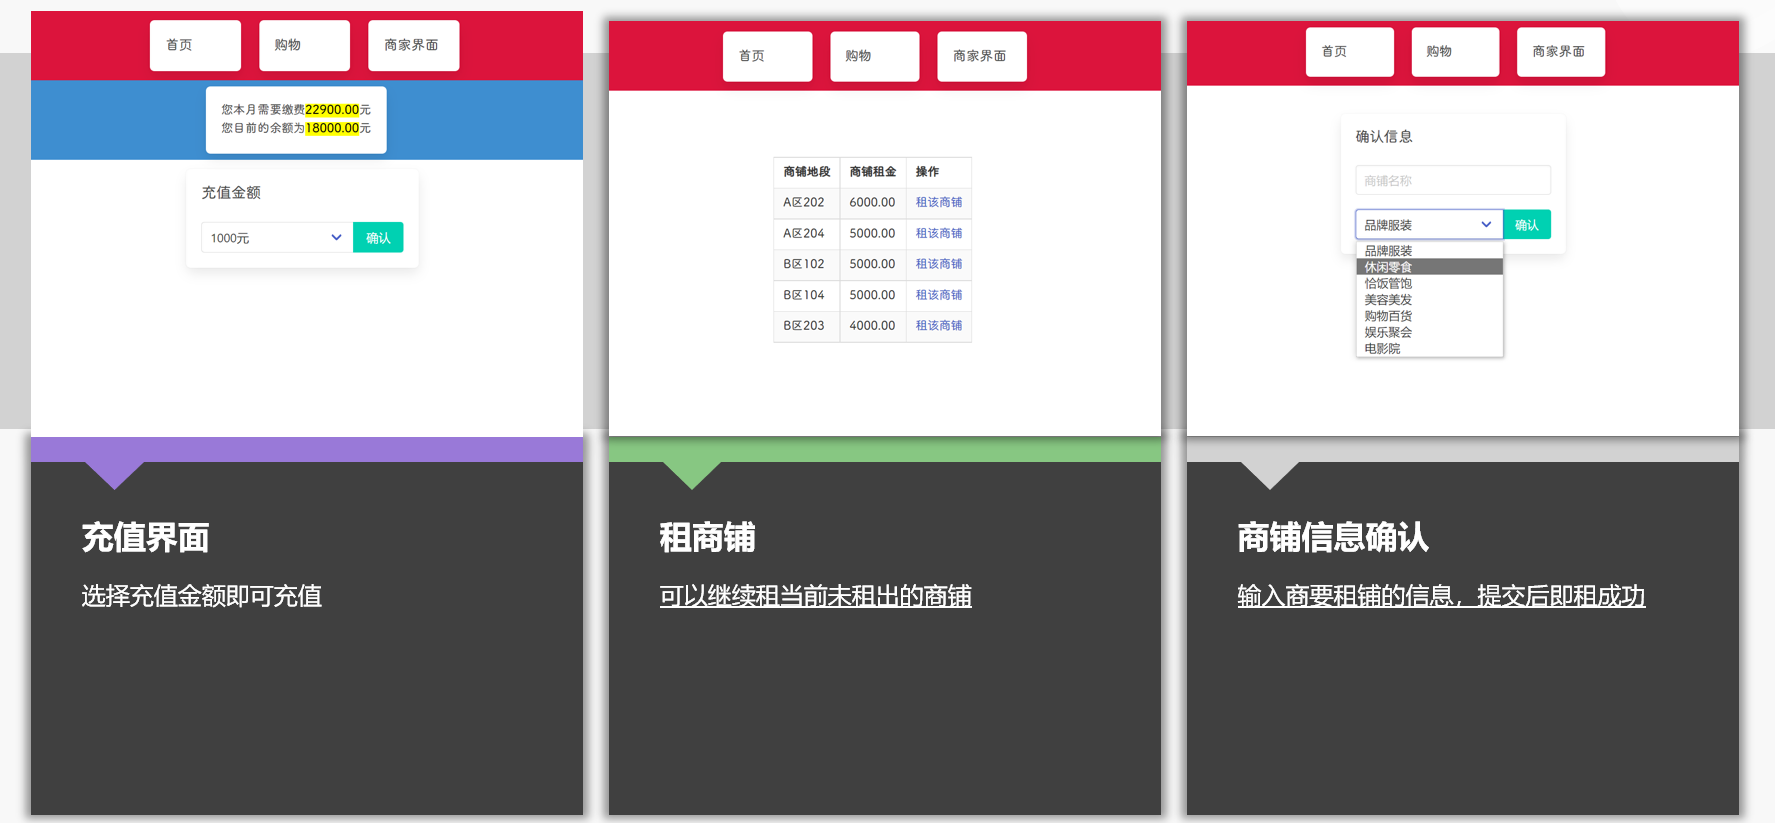 首页
购物
商家界面
您本月需要缴费22900.00元
您目前的余额为18000.00元
充值金额
1000元
确认
充值界面
选择充值金额即可充值
首页
购物
商家界面
商铺地段 商铺租金 操作
A区202 6000.00 租该商铺
A区204 5000.00 租该商铺
B区102 5000.00 租该商铺
B区104 5000.00 租该商铺
B区203 4000.00 租该商铺
租商铺
可以继续租当前未租出的商铺
首页
购物
商家界面
确认信息
商铺名称
品牌服装
确认
品牌服装
休闲零食
恰饭管饱
美容美发
购物百货
娱乐聚会
电影院
商铺信息确认
输入商要租铺的信息，提交后即租成功